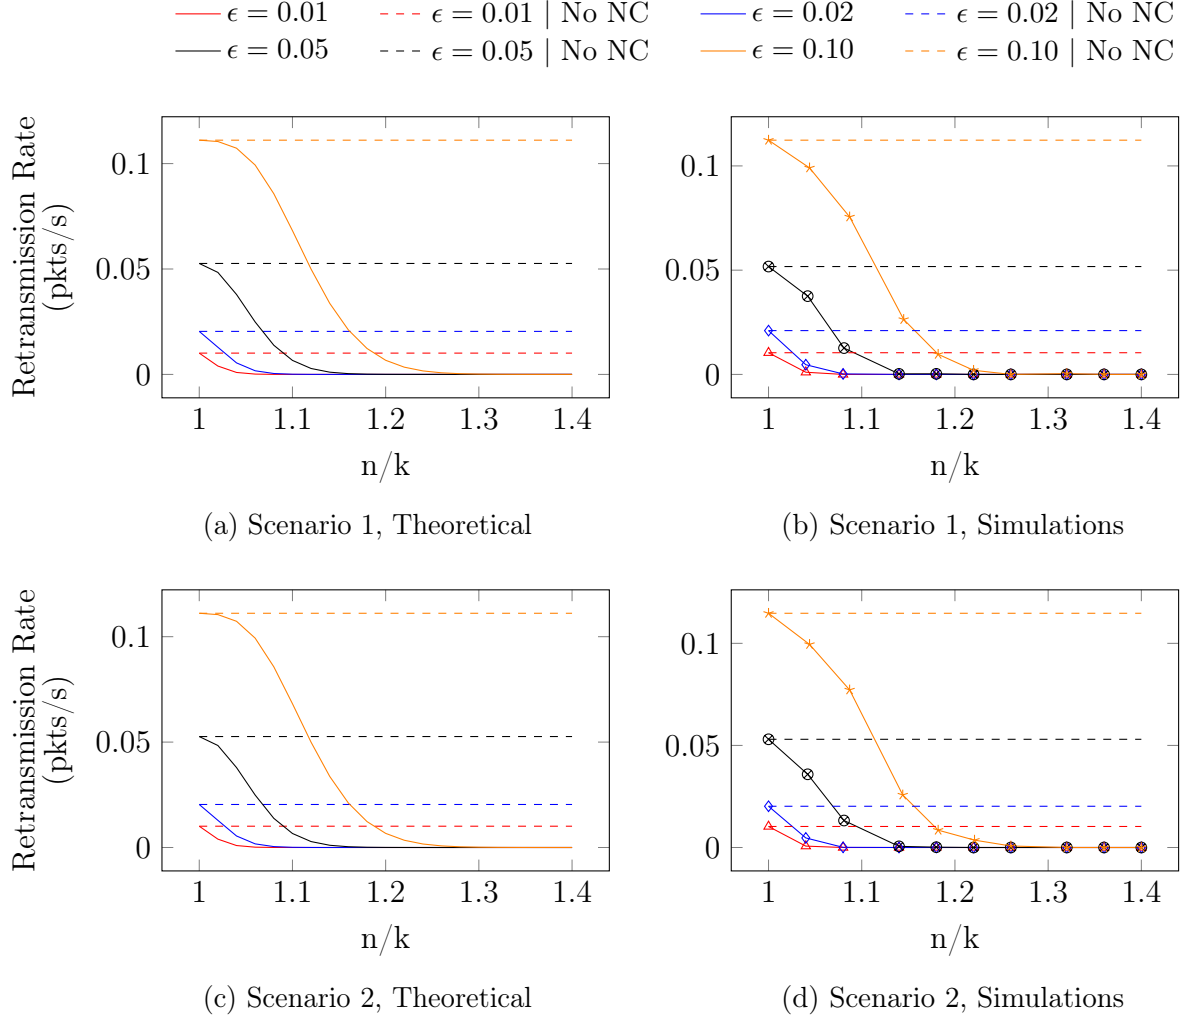 ϵ = 0.01 ϵ = 0.01 | No NC ϵ = 0.02 ϵ = 0.02 | No NC
ϵ = 0.05 ϵ = 0.05 | No NC ϵ = 0.10 ϵ = 0.10 | No NC
Retransmission Rate
(pkts/s)
0.1
0.05
0
1 1.1 1.2 1.3 1.4
n/k
(a) Scenario 1, Theoretical
0.1
0.05
0
1 1.1 1.2 1.3 1.4
n/k
(b) Scenario 1, Simulations
Retransmission Rate
(pkts/s)
0.1
0.05
0
1 1.1 1.2 1.3 1.4
n/k
(c) Scenario 2, Theoretical
0.1
0.05
0
1 1.1 1.2 1.3 1.4
n/k
(d) Scenario 2, Simulations